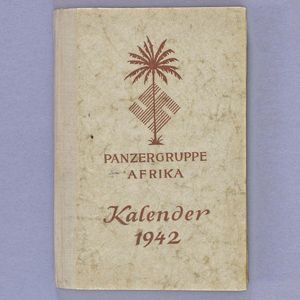 PANZERGRUPPE
AFRIKA
Kalender
1942